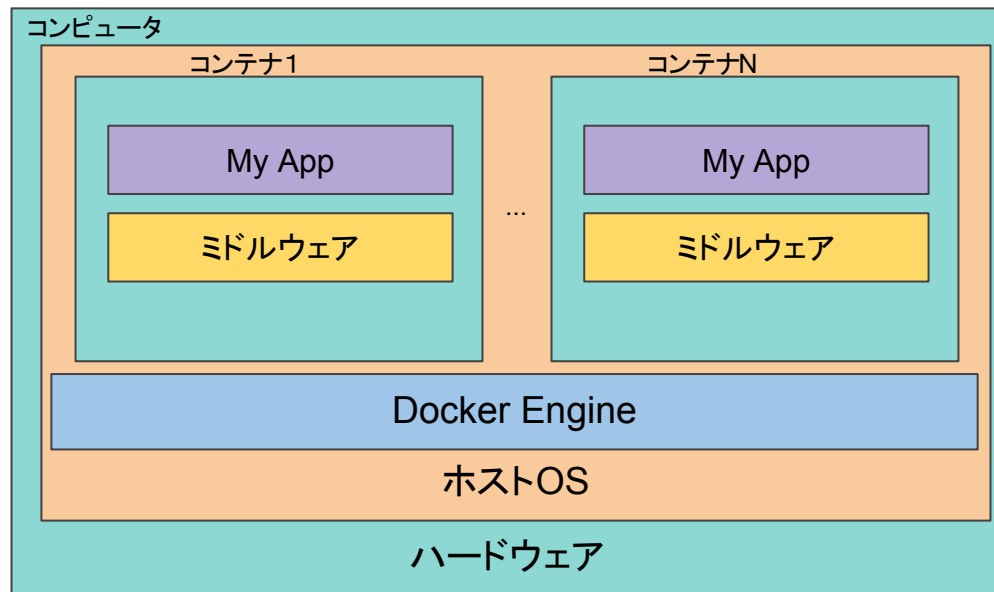 コンピュータ
コンテナ１
コンテナN
My App
My App
...
ミドルウェア
ミドルウェア
Docker Engine
ホストOS
ハードウェア